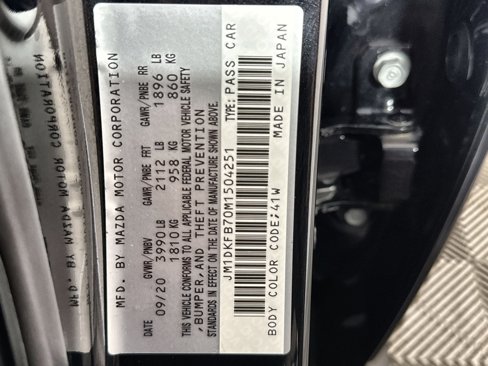 MFD. BY MAZDA MOTOR CORPORATION
DATE GVWR/PNBV GAWR/PNBE FRT GAWR/PNBE RR
09/20 3990 LB 2112 LB 1896 LB
1810 KG 958 KG 860 KG
THIS VEHICLE CONFORMS TO ALL APPLICABLE FEDERAL MOTOR VEHICLE SAFETY
,BUMPER,AND THEFT PREVENTION
STANDARDS IN EFFECT ON THE DATE OF MANUFACTURE SHOWN ABOVE.
JM1DKFB70M1504251 TYPE: PASS CAR
BODY COLOR CODE;41W MADE IN JAPAN